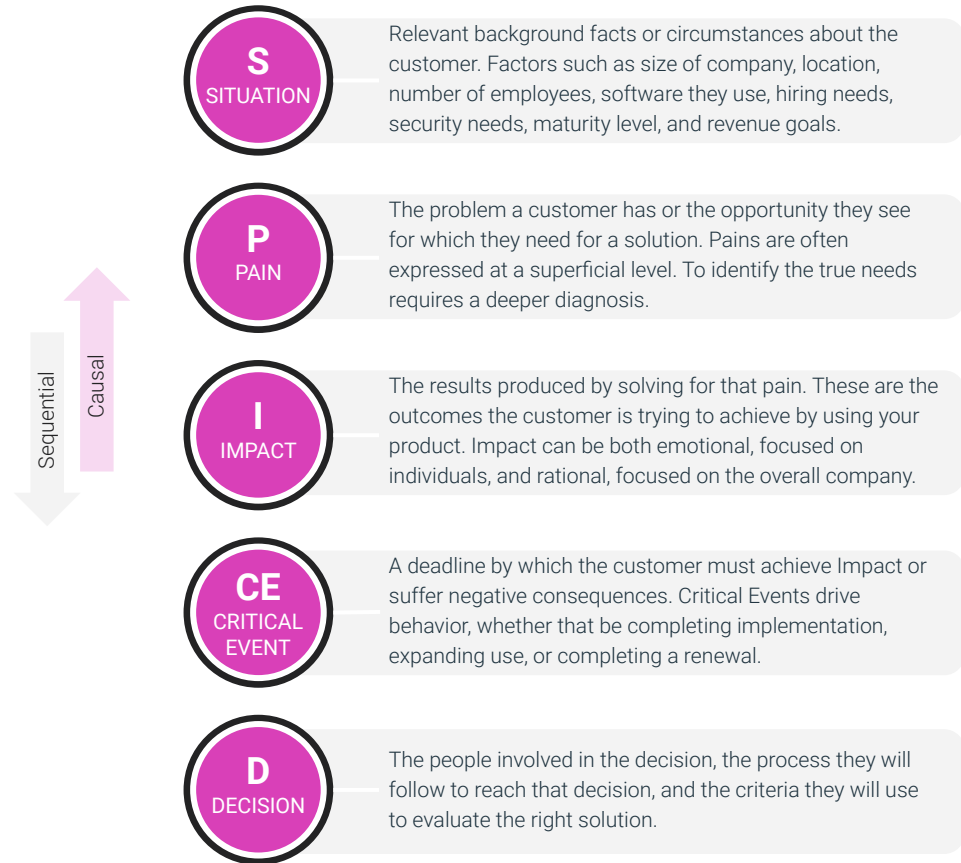 S
SITUATION
Relevant background facts or circumstances about the
customer. Factors such as size of company, location,
number of employees, software they use, hiring needs,
security needs, maturity level, and revenue goals.
P
PAIN
The problem a customer has or the opportunity they see
for which they need for a solution. Pains are often
expressed at a superficial level. To identify the true needs
requires a deeper diagnosis.
Sequential
Causal
I
IMPACT
The results produced by solving for that pain. These are the
outcomes the customer is trying to achieve by using your
product. Impact can be both emotional, focused on
individuals, and rational, focused on the overall company.
CE
CRITICAL
EVENT
A deadline by which the customer must achieve Impact or
suffer negative consequences. Critical Events drive
behavior, whether that be completing implementation,
expanding use, or completing a renewal.
D
DECISION
The people involved in the decision, the process they will
follow to reach that decision, and the criteria they will use
to evaluate the right solution.